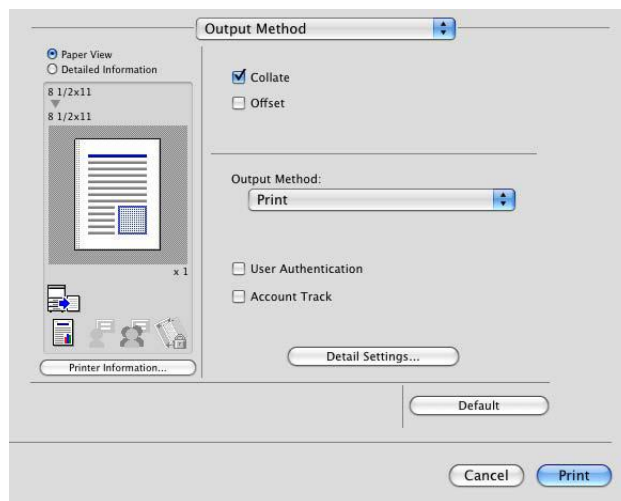 Output Method
Paper View
Detailed Information
8 1/2x11
8 1/2x11
x 1
Printer Information...
Collate
Offset
Output Method:
Print
User Authentication
Account Track
Detail Settings...
Default
Cancel
Print